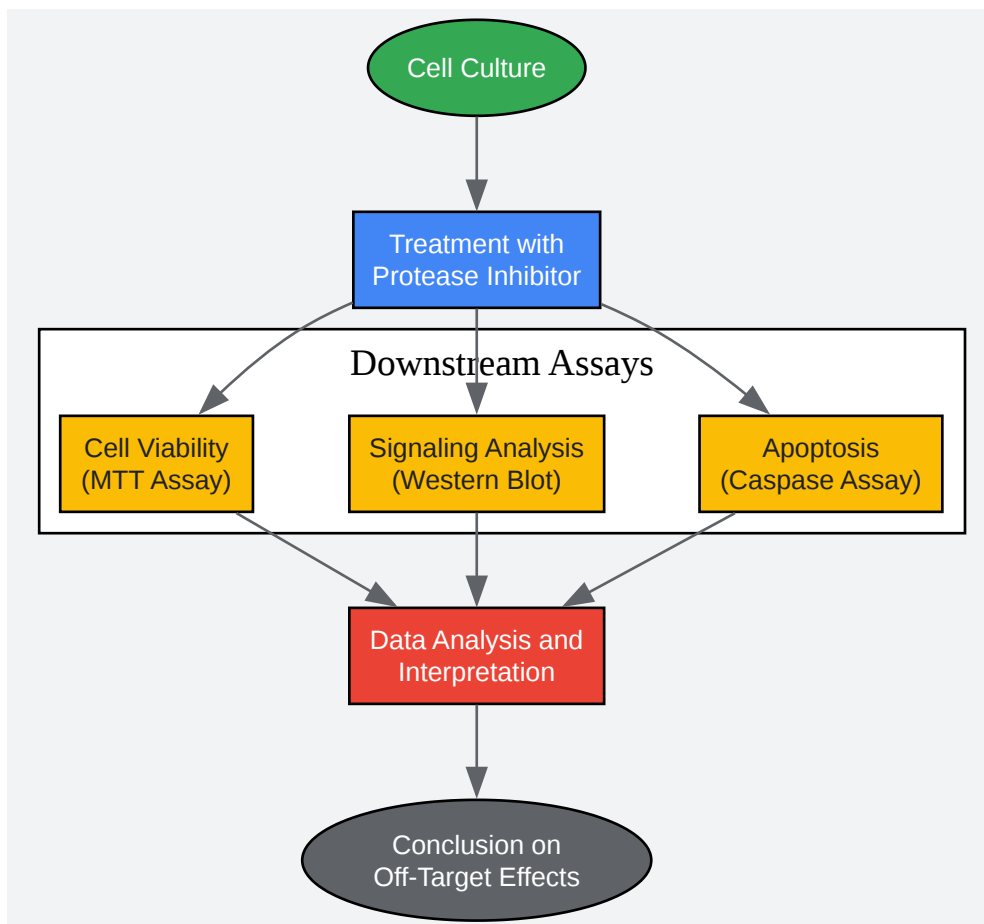 Cell Culture
Treatment with
Protease Inhibitor
Downstream Assays
Cell Viability
(MTT Assay)
Signaling Analysis
(Western Blot)
Apoptosis
(Caspase Assay)
Data Analysis and
Interpretation
Conclusion on
Off-Target Effects